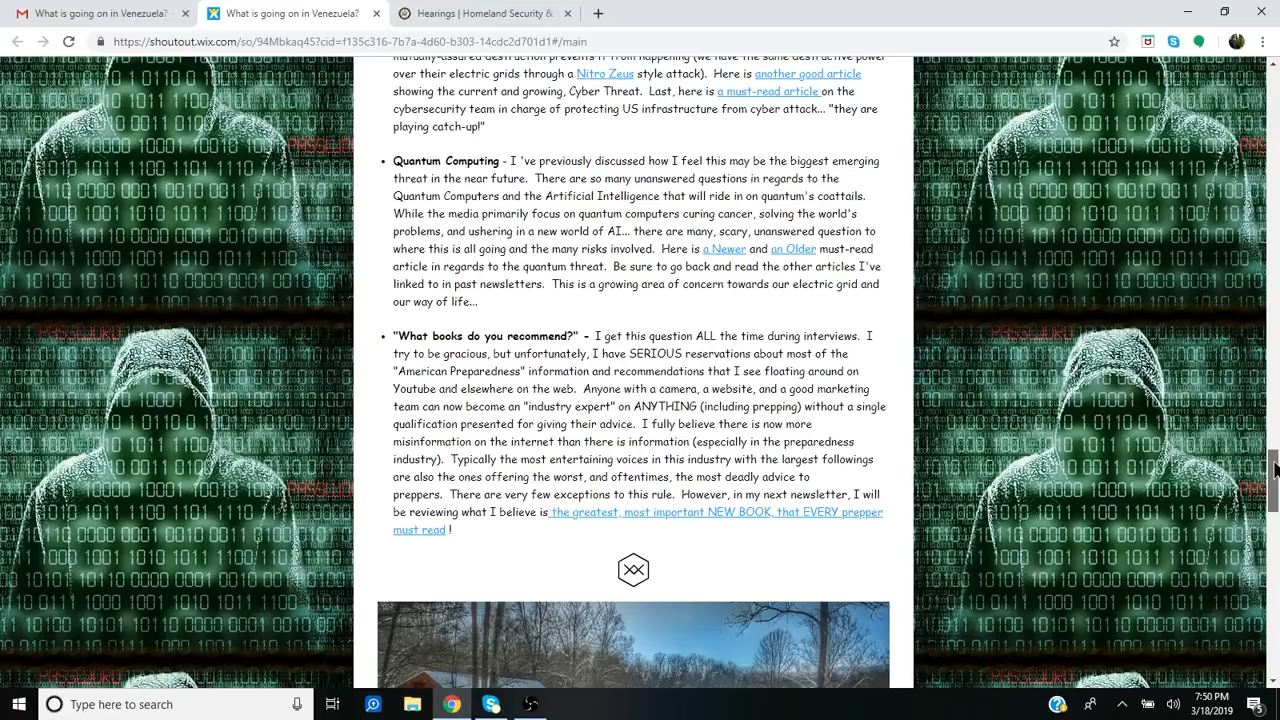 What is going on in Venezuela?
What is going on in Venezuela?
Hearings | Homeland Security &
https://shoutout.wix.com/so/94Mbkaq45?cid=f135c316-7b7a-4d60-b303-14cdc2d701d1#/main
mutually-assured destruction prevents it from happening (we have the same destructive power
over their electric grids through a Nitro Zeus style attack).  Here is another good article
showing the current and growing, Cyber Threat.  Last, here is a must-read article on the
cybersecurity team in charge of protecting US infrastructure from cyber attack... "they are
playing catch-up!"
• Quantum Computing - I 've previously discussed how I feel this may be the biggest emerging
threat in the near future.  There are so many unanswered questions in regards to the
Quantum Computers and the Artificial Intelligence that will ride in on quantum's coattails.
While the media primarily focus on quantum computers curing cancer, solving the world's
problems, and ushering in a new world of AI... there are many, scary, unanswered question to
where this is all going and the many risks involved.  Here is a Newer and an Older must-read
article in regards to the quantum threat.  Be sure to go back and read the other articles I've
linked to in past newsletters.  This is a growing area of concern towards our electric grid and
our way of life...
• "What books do you recommend?" - I get this question ALL the time during interviews.  I
try to be gracious, but unfortunately, I have SERIOUS reservations about most of the
"American Preparedness" information and recommendations that I see floating around on
Youtube and elsewhere on the web.  Anyone with a camera, a website, and a good marketing
team can now become an "industry expert" on ANYTHING (including prepping) without a single
qualification presented for giving their advice.  I fully believe there is now more
misinformation on the internet than there is information (especially in the preparedness
industry).  Typically the most entertaining voices in this industry with the largest followings
are also the ones offering the worst, and oftentimes, the most deadly advice to
preppers.  There are very few exceptions to this rule.  However, in my next newsletter, I will
be reviewing what I believe is the greatest, most important NEW BOOK, that EVERY prepper
must read !
Type here to search
7:50 PM
3/18/2019